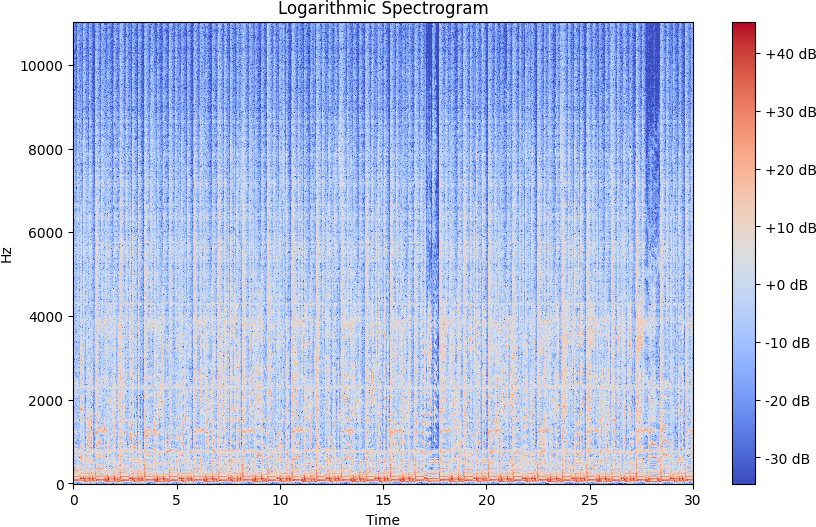 Logarithmic Spectrogram
Hz
10000
8000
6000
4000
2000
0
0 5 10 15 20 25 30
Time
+40 dB
+30 dB
+20 dB
+10 dB
+0 dB
-10 dB
-20 dB
-30 dB